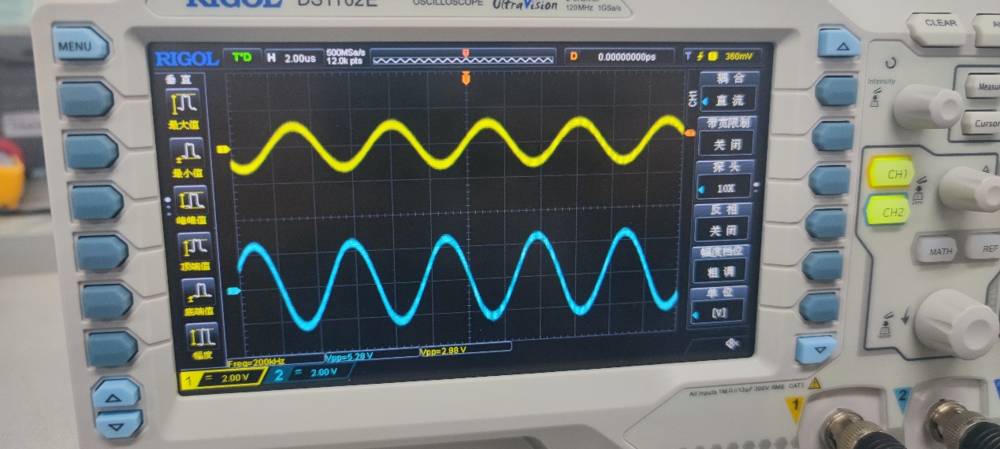 RIGOL DS1102E OSCILLOSCOPE UltraVision
120MHz 1GSa/s
MENU
CLEAR
RIGOL T'D H 2.00us 500MSa/s 12.0k pts D 0.00000000ps T 360mV
垂直
最大值
最小值
峰峰值
顶端值
底端值
幅度
CH1
耦合
直流
带宽限制
关闭
探头
10X
反相
关闭
幅度档位
粗调
单位
[V]
Freq=200kHz Vpp=5.28 V Vpp=2.88 V
1 = 2.00 V 2 = 2.00 V
Intensity
Measu
Cursor
CH1
CH2
MATH REF
All Inputs 1MΩ//13pF 300V RMS CAT I
1 2